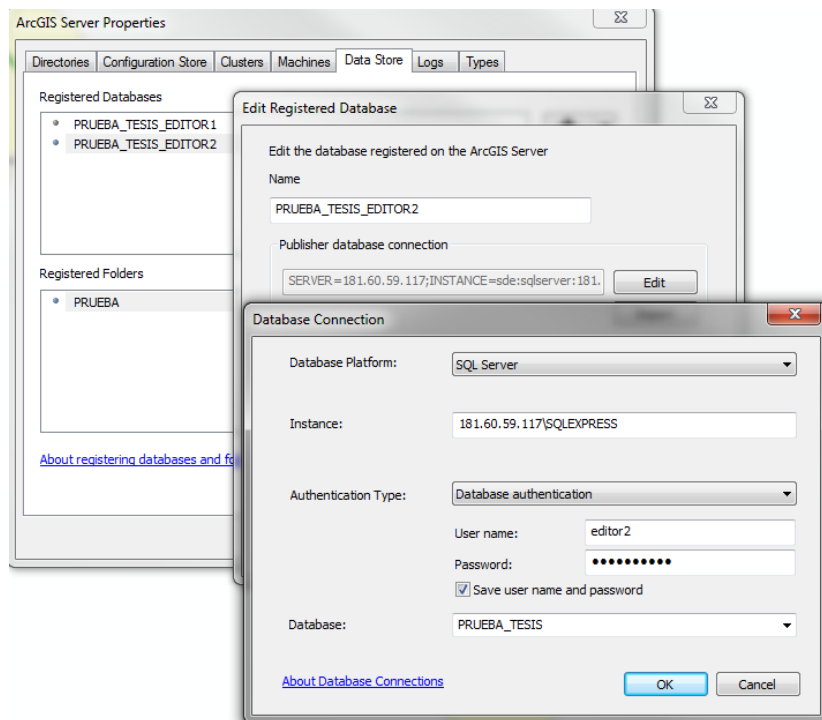 ArcGIS Server Properties
Directories Configuration Store Clusters Machines Data Store Logs Types
Registered Databases
PRUEBA_TESIS_EDITOR1
PRUEBA_TESIS_EDITOR2
Registered Folders
PRUEBA
About registering databases and fo
Edit Registered Database
Edit the database registered on the ArcGIS Server
Name
PRUEBA_TESIS_EDITOR2
Publisher database connection
SERVER=181.60.59.117;INSTANCE=sde:sqlserver:181.
Edit
Database Connection
Database Platform: SQL Server
Instance: 181.60.59.117\SQLEXPRESS
Authentication Type: Database authentication
User name: editor2
Password: ●●●●●●●●●●
Save user name and password
Database: PRUEBA_TESIS
About Database Connections
OK Cancel